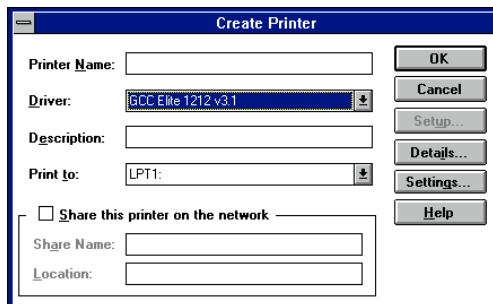 Create Printer
Printer Name:
Driver: GCC Elite 1212 v3.1
Description:
Print to: LPT1:
Share this printer on the network
Share Name:
Location:
OK
Cancel
Setup...
Details...
Settings...
Help